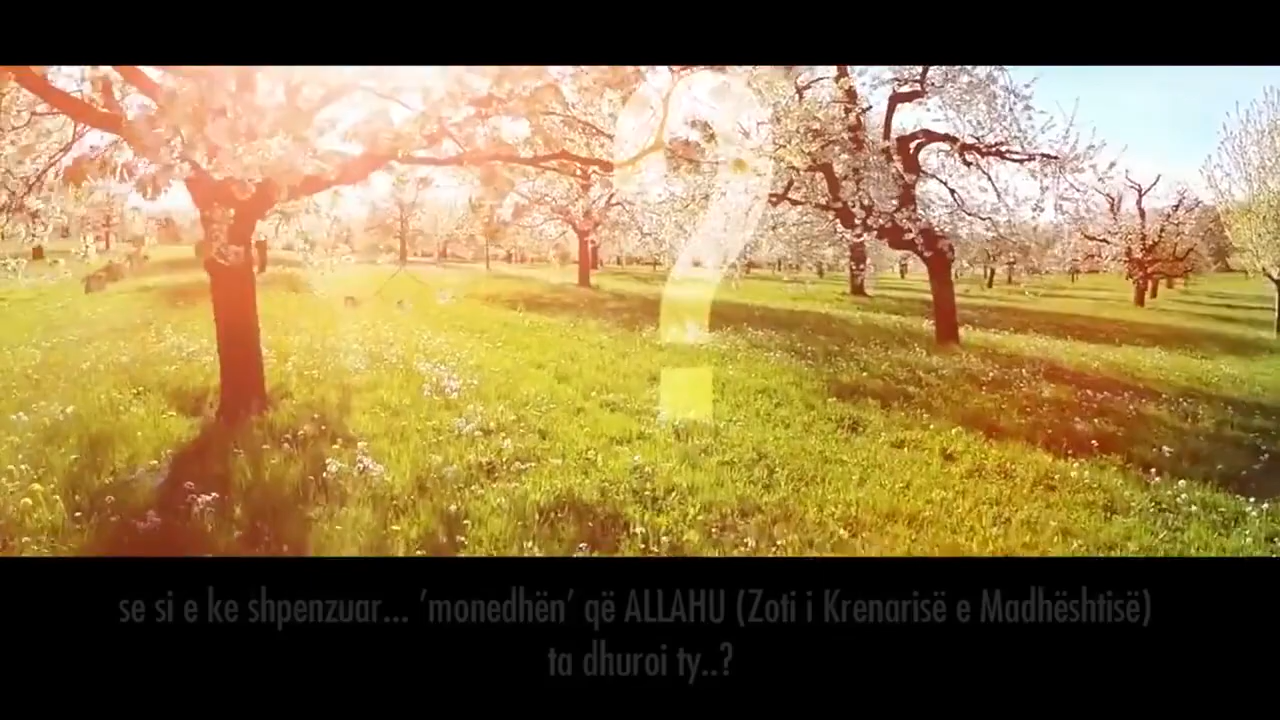 ?
se si e ke shpenzuar... 'monedhën' që ALLAHU (Zoti i Krenarisë e Madhështisë)
ta dhuroi ty..?